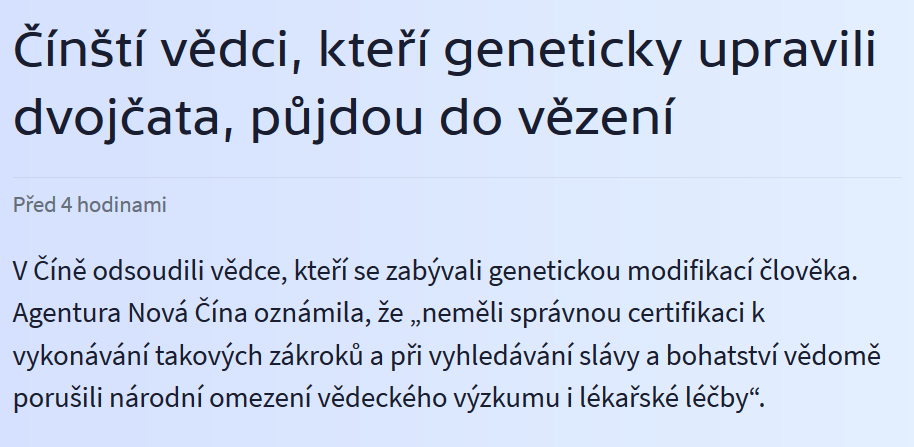 Čínští vědci, kteří geneticky upravili
dvojčata, půjdou do vězení
Před 4 hodinami
V Číně odsoudili vědce, kteří se zabývali genetickou modifikací člověka.
Agentura Nová Čína oznámila, že „neměli správnou certifikaci k
vykonávání takových zákroků a při vyhledávání slávy a bohatství vědomě
porušili národní omezení vědeckého výzkumu i lékařské léčby“.